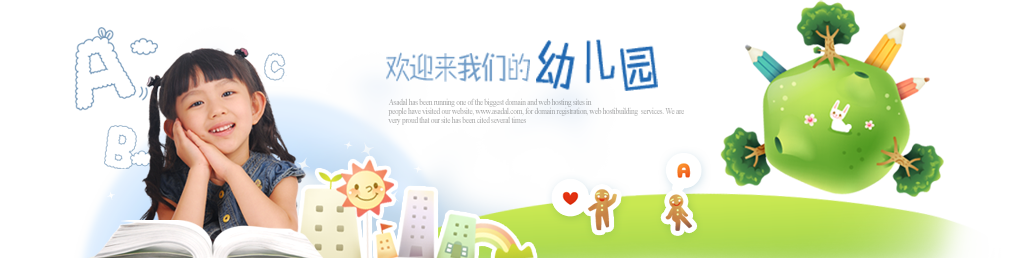 A
B
C
欢迎来我们的幼儿园
Asadal has been running one of the biggest domain and web hosting sites in
people have visited our website, www.asadal.com, for domain registration, web hostibuilding services. We are
very proud that our site has been cited several times
A